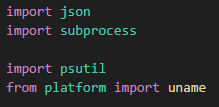 import json
import subprocess
import psutil
from platform import uname